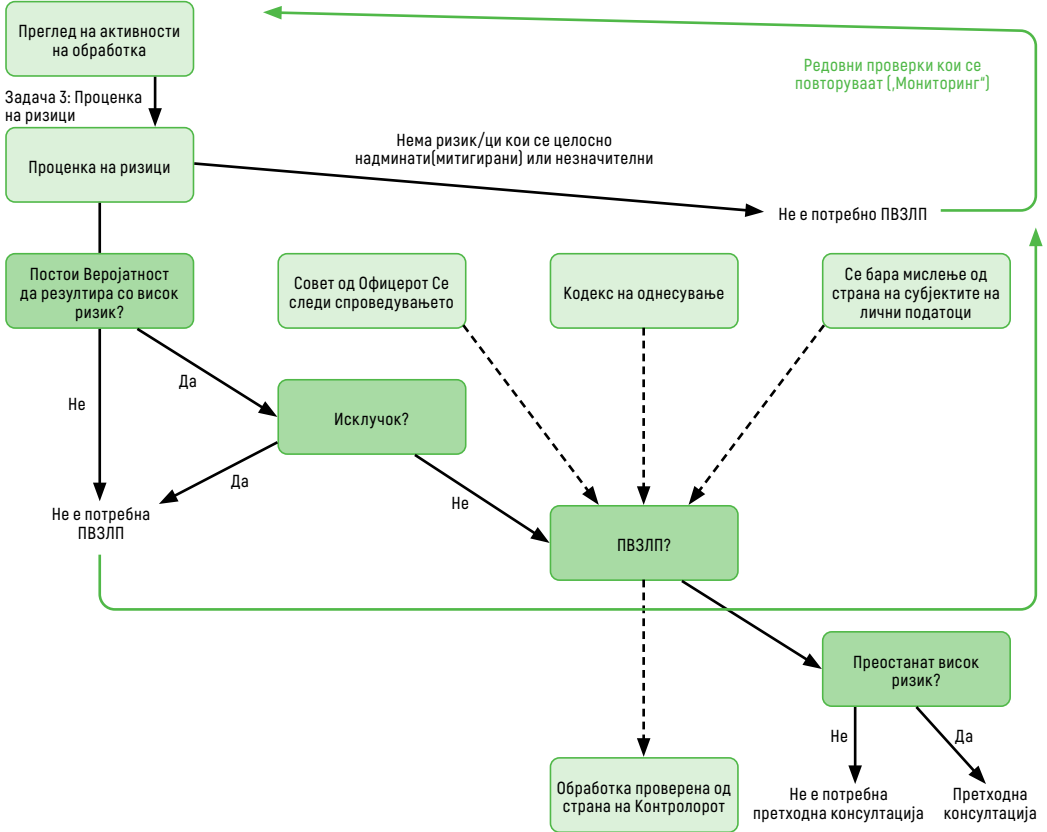 Преглед на активности
на обработка
Редовни проверки кои се
повторуваат („Мониторинг“)
Задача 3: Проценка
на ризици
Проценка на ризици
Нема ризик/ци кои се целосно
надминати(митигирани) или незначителни
Не е потребно ПВЗЛП
Постои Веројатност
да резултира со висок
ризик?
Совет од Офицерот Се
следи спроведувањето
Кодекс на однесување
Се бара мислење од
страна на субјектите на
лични податоци
Не
Да
Исклучок?
Да
Не
Не е потребна
ПВЗЛП
ПВЗЛП?
Преостанат висок
ризик?
Не
Да
Обработка проверена од
страна на Контролорот
Не е потребна
претходна консултација
Претходна
консултација